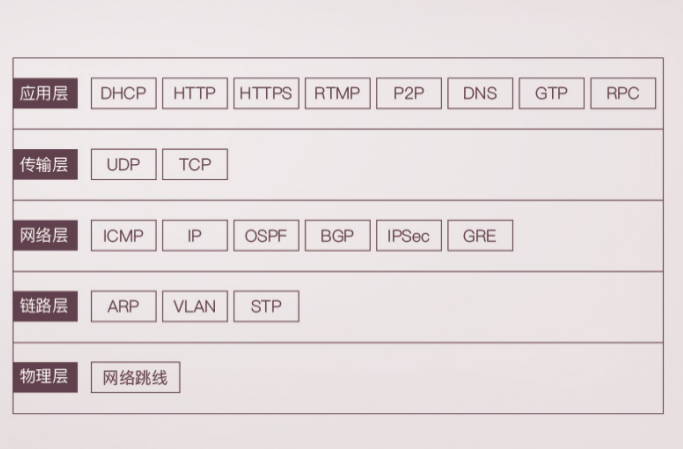 应用层 DHCP HTTP HTTPS RTMP P2P DNS GTP RPC
传输层 UDP TCP
网络层 ICMP IP OSPF BGP IPSec GRE
链路层 ARP VLAN STP
物理层 网络跳线